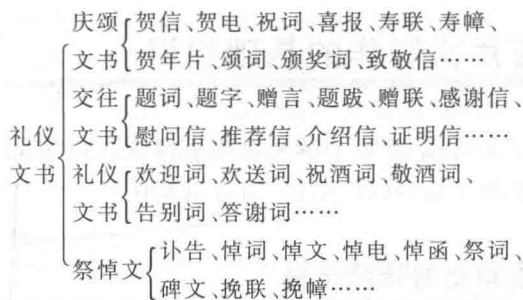 庆颂 贺信、贺电、祝词、喜报、寿联、寿幛、
文书 贺年片、颂词、颁奖词、致敬信……
交往 题词、题字、赠言、题跋、赠联、感谢信、
礼仪 文书 慰问信、推荐信、介绍信、证明信……
文书 礼仪 欢迎词、欢送词、祝酒词、敬酒词、
文书 告别词、答谢词……
祭悼文 讣告、悼词、悼文、悼电、悼函、祭词、
碑文、挽联、挽幛……